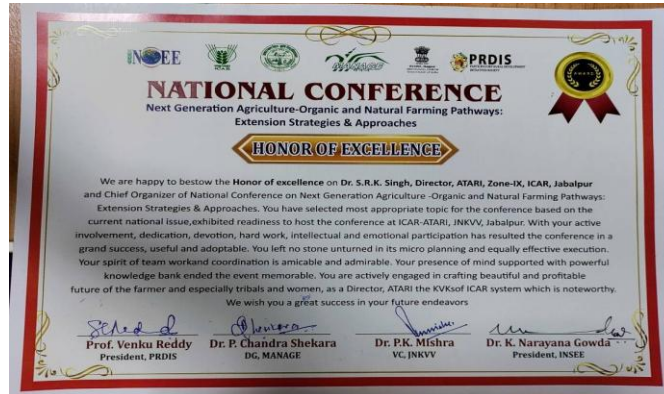 INSEE
ICAR
PRDIS
AWARD
NATIONAL CONFERENCE
Next Generation Agriculture-Organic and Natural Farming Pathways:
Extension Strategies & Approaches
HONOR OF EXCELLENCE
We are happy to bestow the Honor of excellence on Dr. S.R.K. Singh, Director, ATARI, Zone-IX, ICAR, Jabalpur
and Chief Organizer of National Conference on Next Generation Agriculture -Organic and Natural Farming Pathways:
Extension Strategies & Approaches. You have selected most appropriate topic for the conference based on the
current national issue,exhibited readiness to host the conference at ICAR-ATARI, JNKVV, Jabalpur. With your active
involvement, dedication, devotion, hard work, intellectual and emotional participation has resulted the conference in a
grand success, useful and adoptable. You left no stone unturned in its micro planning and equally effective execution.
Your spirit of team workand coordination is amicable and admirable. Your presence of mind supported with powerful
knowledge bank ended the event memorable. You are actively engaged in crafting beautiful and profitable
future of the farmer and especially tribals and women, as a Director, ATARI the KVKsof ICAR system which is noteworthy.
We wish you a great success in your future endeavors
Prof. Venku Reddy
President, PRDIS
Dr. P. Chandra Shekara
DG, MANAGE
Dr. P.K. Mishra
VC, JNKVV
Dr. K. Narayana Gowda
President, INSEE